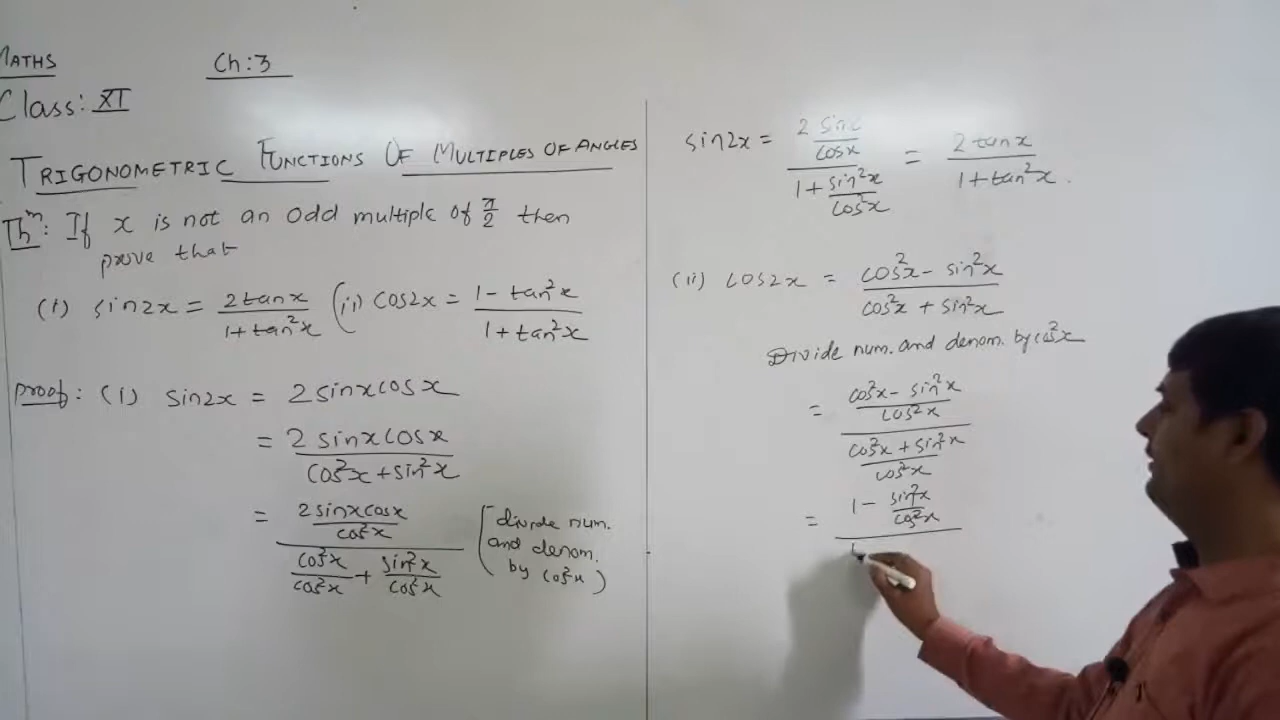 MATHS
Ch: 3
Class: XI
TRIGONOMETRIC FUNCTIONS OF MULTIPLES OF ANGLES
Thm: If x is not an odd multiple of π/2 then
prove that
(i) sin2x = 2tanx/1+tan²x (ii) cos2x = 1-tan²x/1+tan²x
Proof: (i) sin2x = 2sinxcosx
= 2sinxcosx/cos²x+sin²x
= 2sinxcosx/cos²x / cos²x/cos²x + sin²x/cos²x (divide num.
and denom.
by cos²x)
sin2x = 2 sinx/cosx / 1+sin²x/cos²x = 2tanx/1+tan²x.
(ii) cos2x = cos²x-sin²x/cos²x+sin²x
Divide num. and denom. by cos²x
= cos²x-sin²x/cos²x / cos²x+sin²x/cos²x
= 1-sin²x/cos²x /